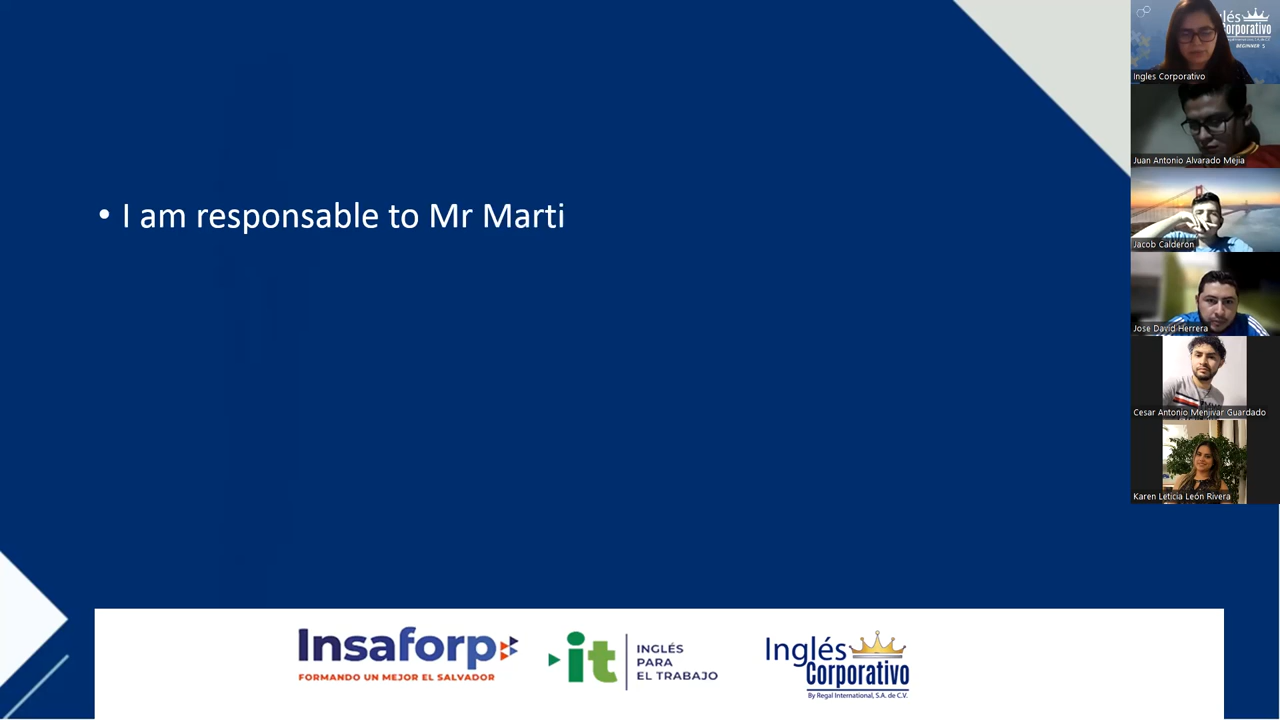 • I am responsable to Mr Marti
lés
Corporativo
BEGINNER 5
Ingles Corporativo
Juan Antonio Alvarado Mejia
Jacob Calderón
Jose David Herrera
Cesar Antonio Menjivar Guardado
Karen Leticia León Rivera
Insaforp
FORMANDO UN MEJOR EL SALVADOR
it
INGLÉS
PARA
EL TRABAJO
Inglés
Corporativo
By Regal International, S.A. de C.V.